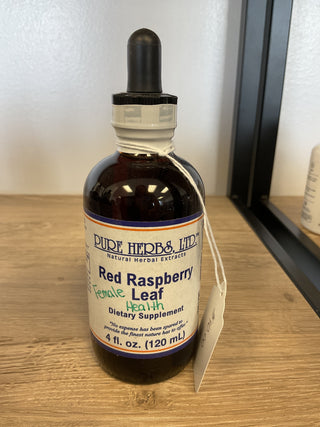 PURE HERBS, LTD.
Natural Herbal Extracts
Red Raspberry
Leaf
Female
Health
Dietary Supplement
"No expense has been spared to
provide the finest nature has to offer."
4 fl. oz. (120 mL)